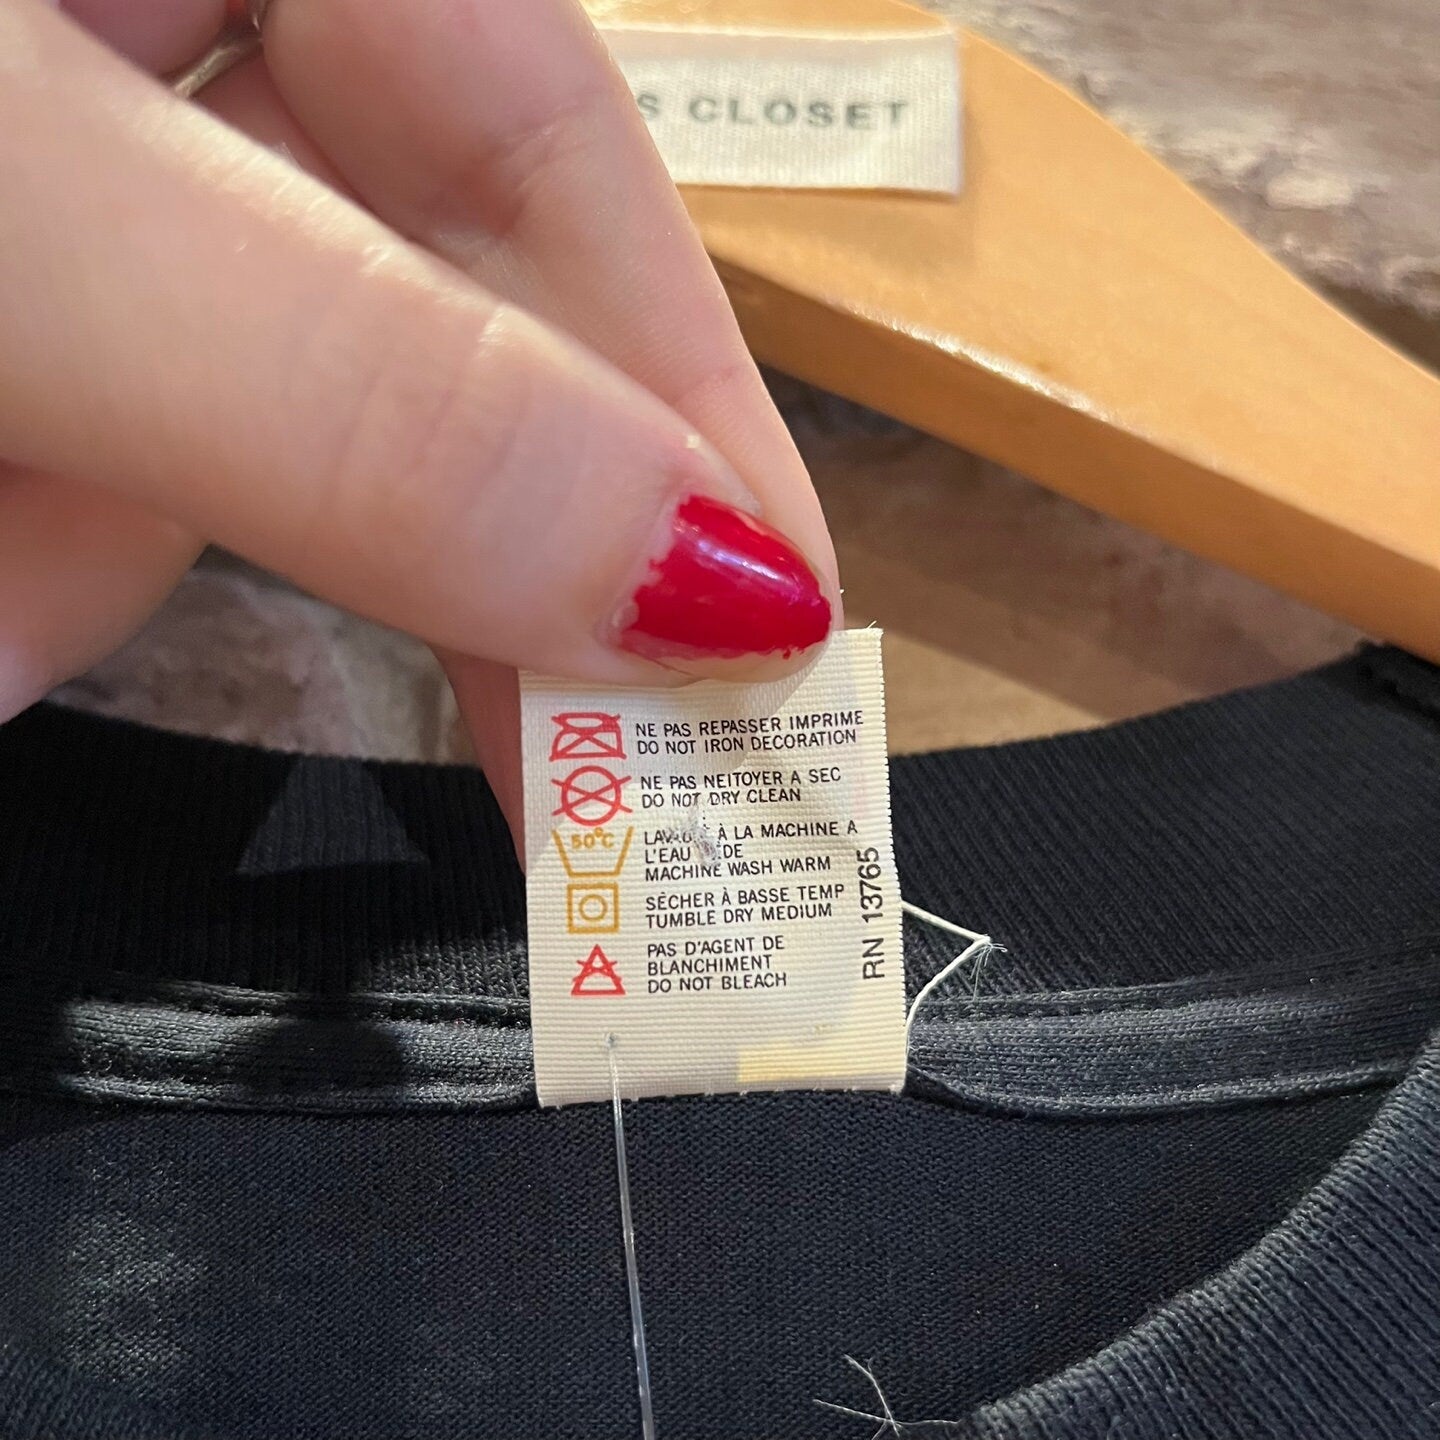 S CLOSET
NE PAS REPASSER IMPRIME
DO NOT IRON DECORATION
NE PAS NEITOYER A SEC
DO NOT DRY CLEAN
50°C
À LA MACHINE A
L'EAU
MACHINE WASH WARM
SÉCHER À BASSE TEMP
TUMBLE DRY MEDIUM
PAS D'AGENT DE
BLANCHIMENT
DO NOT BLEACH
RN 13765